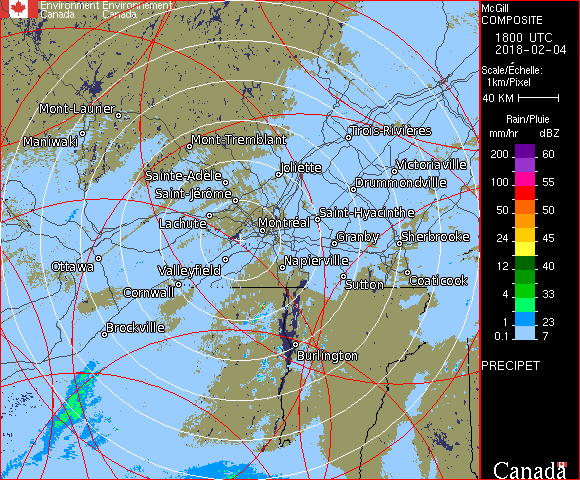 Environment Environnement
Canada Canada
McGill
COMPOSITE
1800 UTC
2018-02-04
Scale/Échelle:
1km/Pixel
40 KM
Rain/Pluie
mm/hr dBZ
200 60
100 55
50 50
24 45
12 40
4 33
1 23
0.1 7
PRECIPET
Canada
Mont-Laurier
Maniwaki
Mont-Tremblant
Trois-Rivières
Joliette
Victoriaville
Sainte-Adèle
Drummondville
Saint-Jérôme
Saint-Hyacinthe
Lachute
Montréal
Granby
Sherbrooke
Ottawa
Valleyfield
Napierville
Cornwall
Sutton
Coaticook
Brockville
Burlington